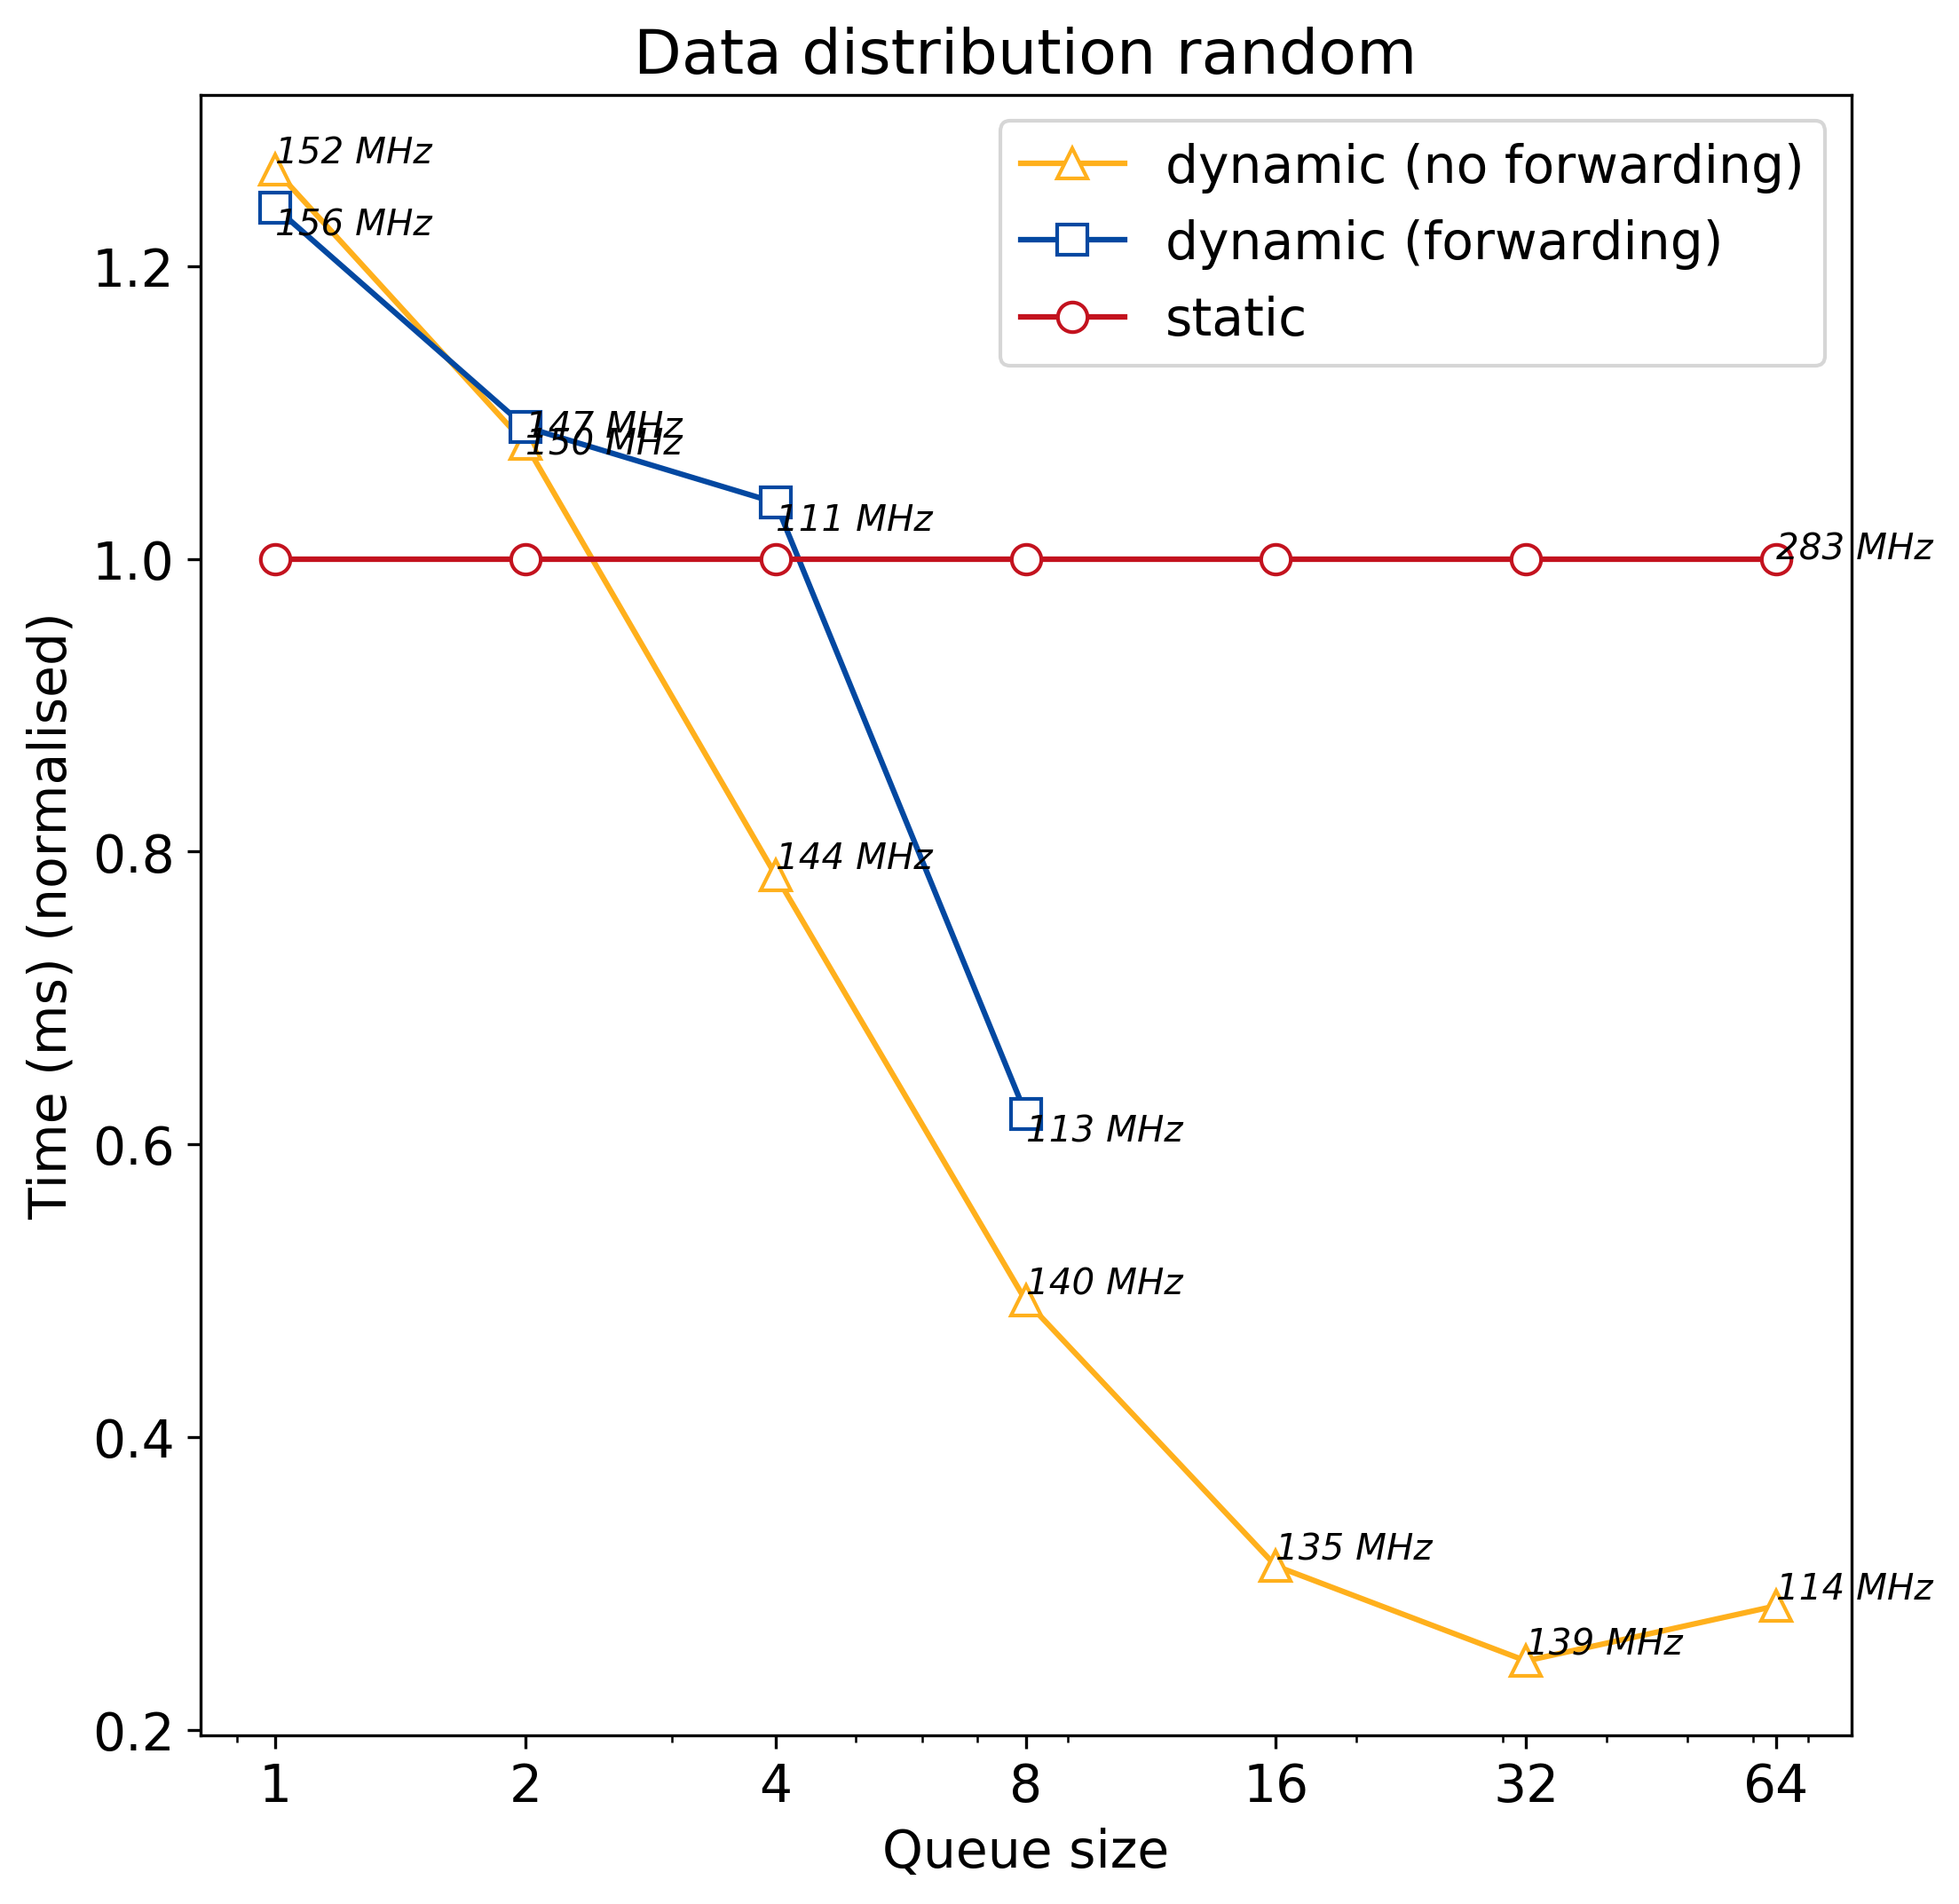 Data distribution random
dynamic (no forwarding)
dynamic (forwarding)
static
152 MHz
156 MHz
147 MHz
150 MHz
111 MHz
283 MHz
144 MHz
113 MHz
140 MHz
135 MHz
139 MHz
114 MHz
Time (ms) (normalised)
1.2
1.0
0.8
0.6
0.4
0.2
1 2 4 8 16 32 64
Queue size